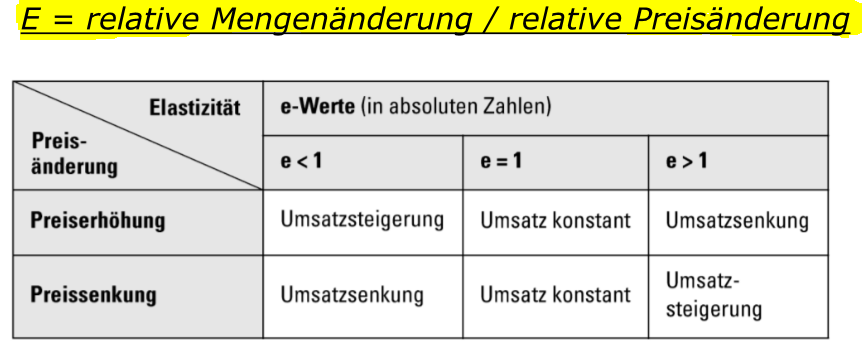 E = relative Mengenänderung / relative Preisänderung
Elastizität
Preis-
änderung
e-Werte (in absoluten Zahlen)
e < 1
e = 1
e > 1
Preiserhöhung
Umsatzsteigerung
Umsatz konstant
Umsatzsenkung
Preissenkung
Umsatzsenkung
Umsatz konstant
Umsatz-
steigerung